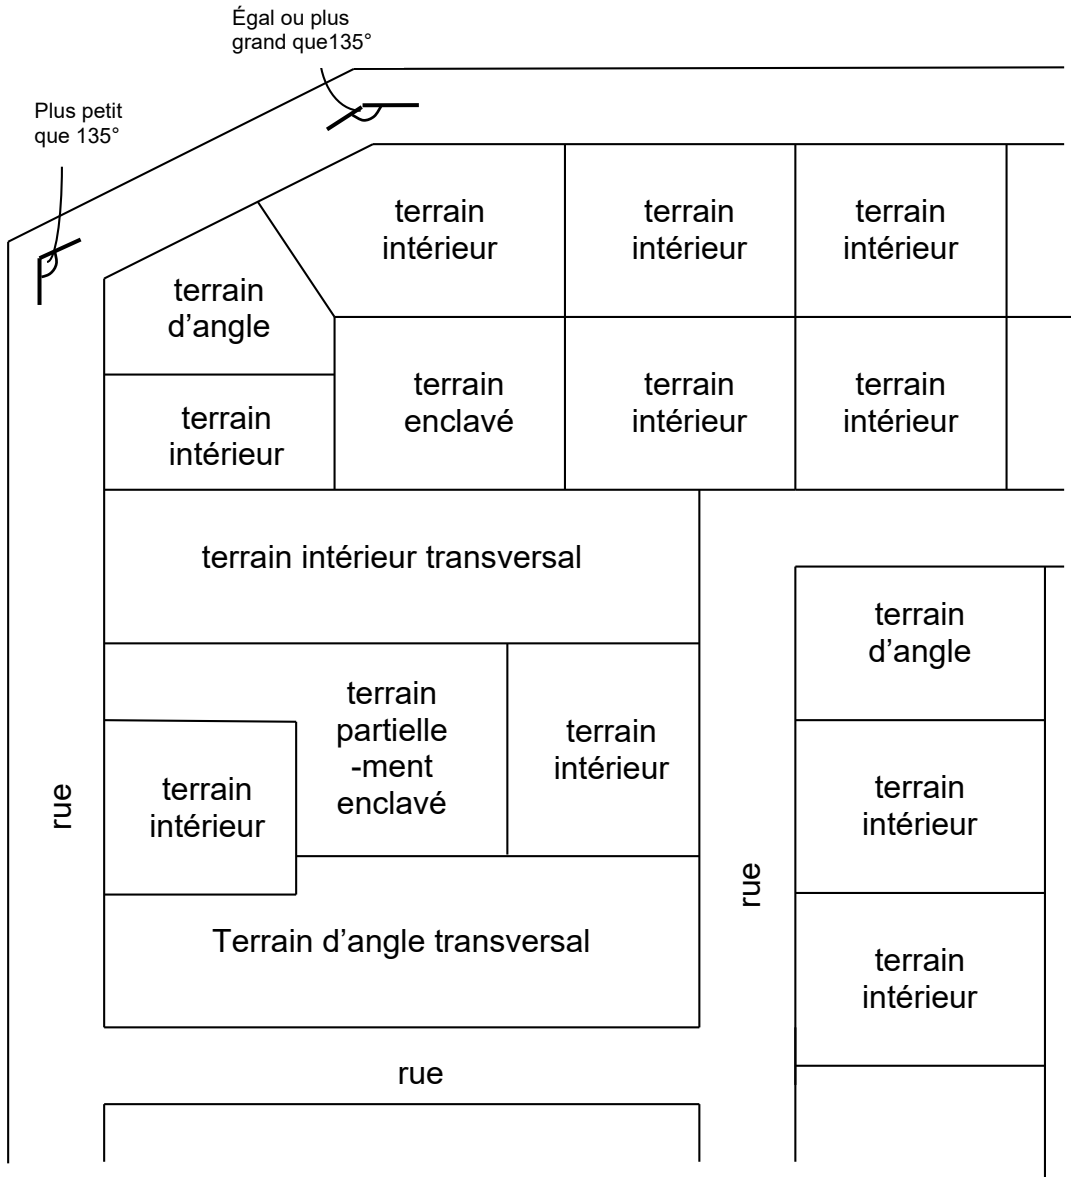 Égal ou plus
grand que135°
Plus petit
que 135°
terrain
intérieur
terrain
intérieur
terrain
intérieur
terrain
d’angle
terrain
enclavé
terrain
intérieur
terrain
intérieur
terrain
intérieur
terrain intérieur transversal
terrain
d’angle
terrain
partielle
-ment
enclavé
terrain
intérieur
terrain
intérieur
terrain
intérieur
rue
rue
Terrain d’angle transversal
terrain
intérieur
rue